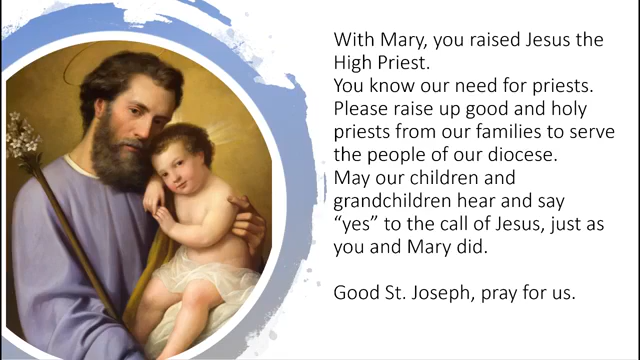 With Mary, you raised Jesus the
High Priest.
You know our need for priests.
Please raise up good and holy
priests from our families to serve
the people of our diocese.
May our children and
grandchildren hear and say
“yes” to the call of Jesus, just as
you and Mary did.
Good St. Joseph, pray for us.